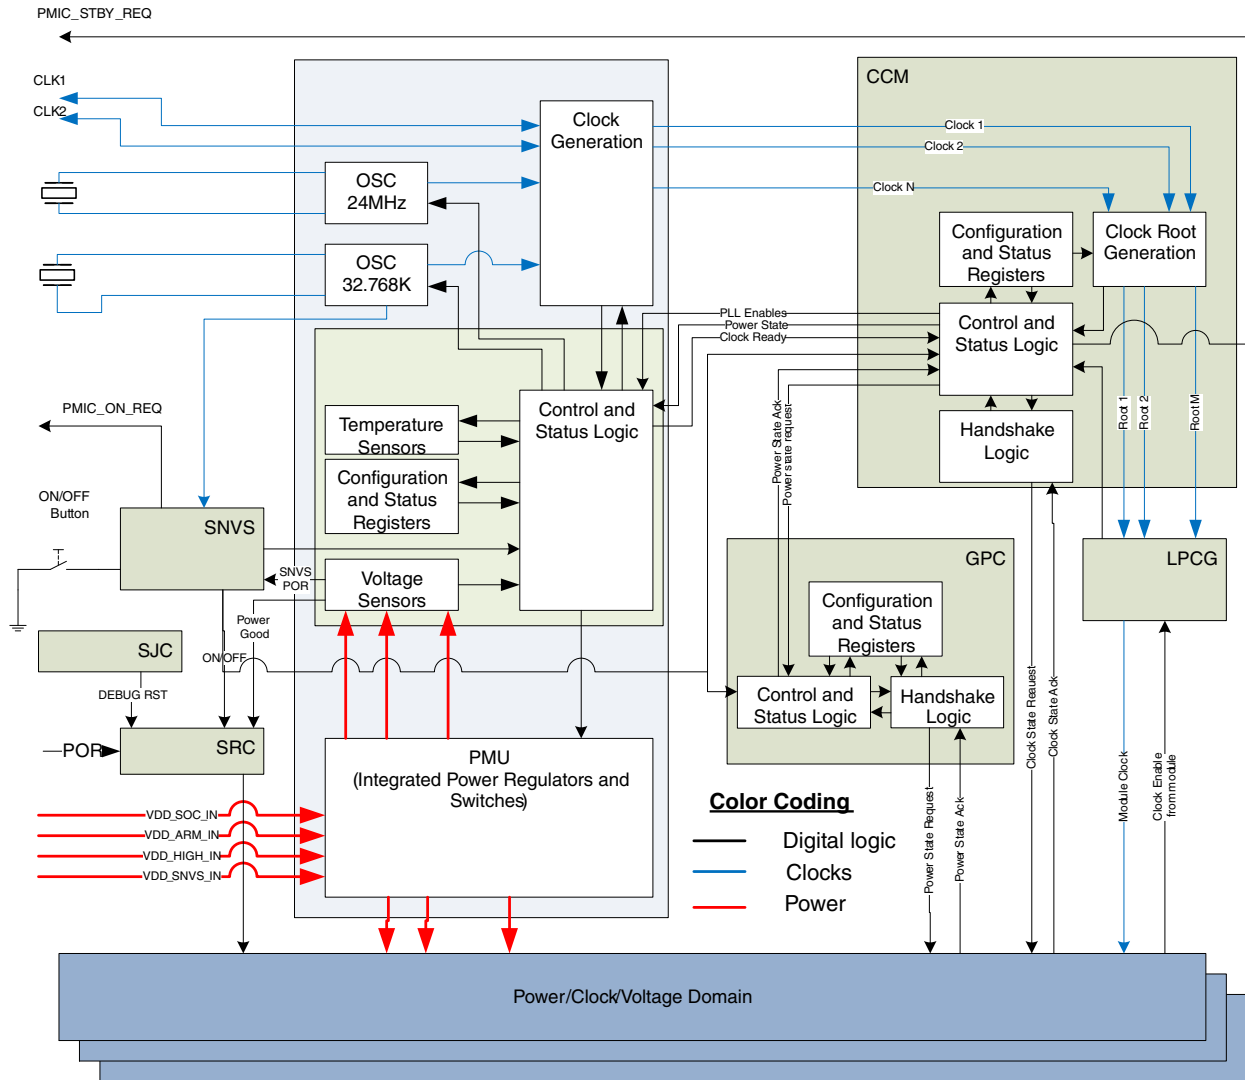 PMIC_STBY_REQ
CLK1
CLK2
CCM
Clock
Generation
Clock 1
Clock 2
Clock N
OSC
24MHz
OSC
32.768K
Configuration
and Status
Registers
Clock Root
Generation
PLL Enables
Power State
Clock Ready
Control and
Status Logic
Handshake
Logic
Root 1
Root 2
Root M
PMIC_ON_REQ
Temperature
Sensors
Control and
Status Logic
Configuration
and Status
Registers
Power State Ack
Power state request
ON/OFF
Button
SNVS
SNVS
POR
Voltage
Sensors
Power
Good
GPC
LPCG
Configuration
and Status
Registers
SJC
ON/OFF
DEBUG RST
Control and
Status Logic
Handshake
Logic
Clock State Request
Clock State Ack
POR
SRC
PMU
(Integrated Power Regulators and
Switches)
VDD_SOC_IN
VDD_ARM_IN
VDD_HIGH_IN
VDD_SNVS_IN
Color Coding
Digital logic
Clocks
Power
Power State Request
Power State Ack
Module Clock
Clock Enable
from module
Power/Clock/Voltage Domain